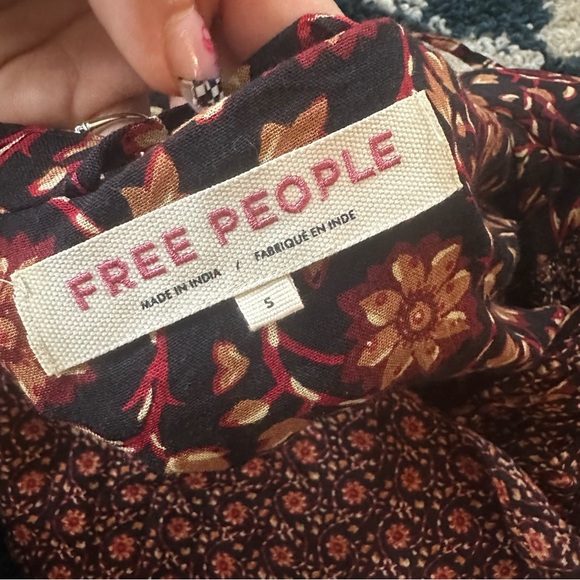 FREE PEOPLE
MADE IN INDIA / FABRIQUÉ EN INDE
S